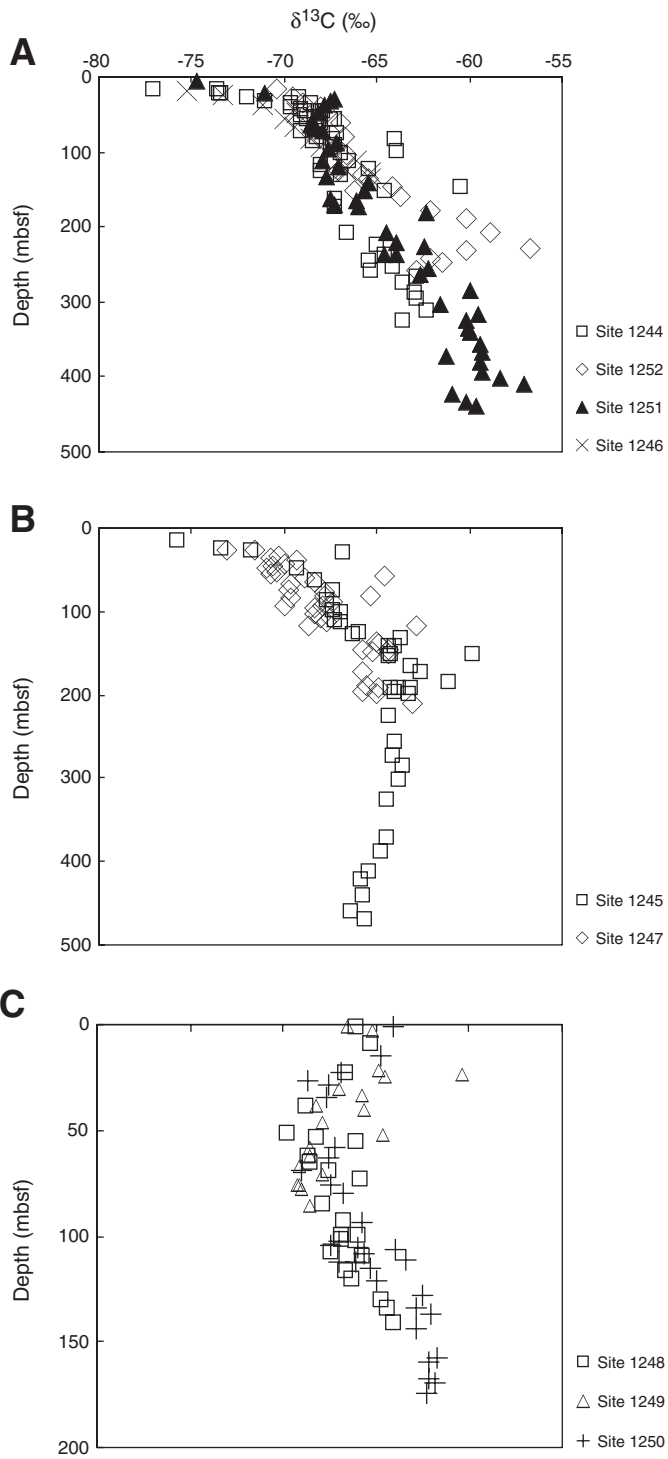 δ13C (‰)
A
-80 -75 -70 -65 -60 -55
0
100
200
300
400
500
Depth (mbsf)
Site 1244
Site 1252
Site 1251
Site 1246
B
0
100
200
300
400
500
Depth (mbsf)
Site 1245
Site 1247
C
0
50
100
150
200
Depth (mbsf)
Site 1248
Site 1249
Site 1250